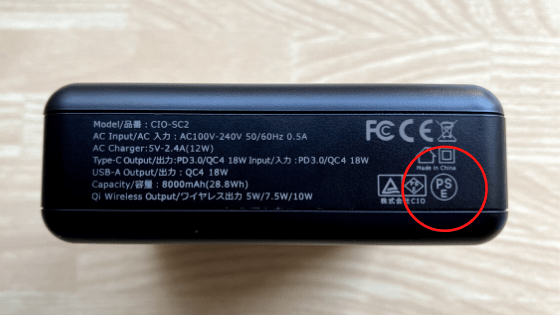 Model/品番：CIO-SC2
AC Input/AC 入力：AC100V-240V 50/60Hz 0.5A
AC Charger:5V-2.4A(12W)
Type-C Output/出力:PD3.0/QC4 18W Input/入力：PD3.0/QC4 18W
USB-A Output/出力: QC4 18W
Capacity/容量：8000mAh(28.8Wh)
Qi Wireless Output/ワイヤレス出力 5W/7.5W/10W
FC CE
Made in China
PS
E
株式会社CIO